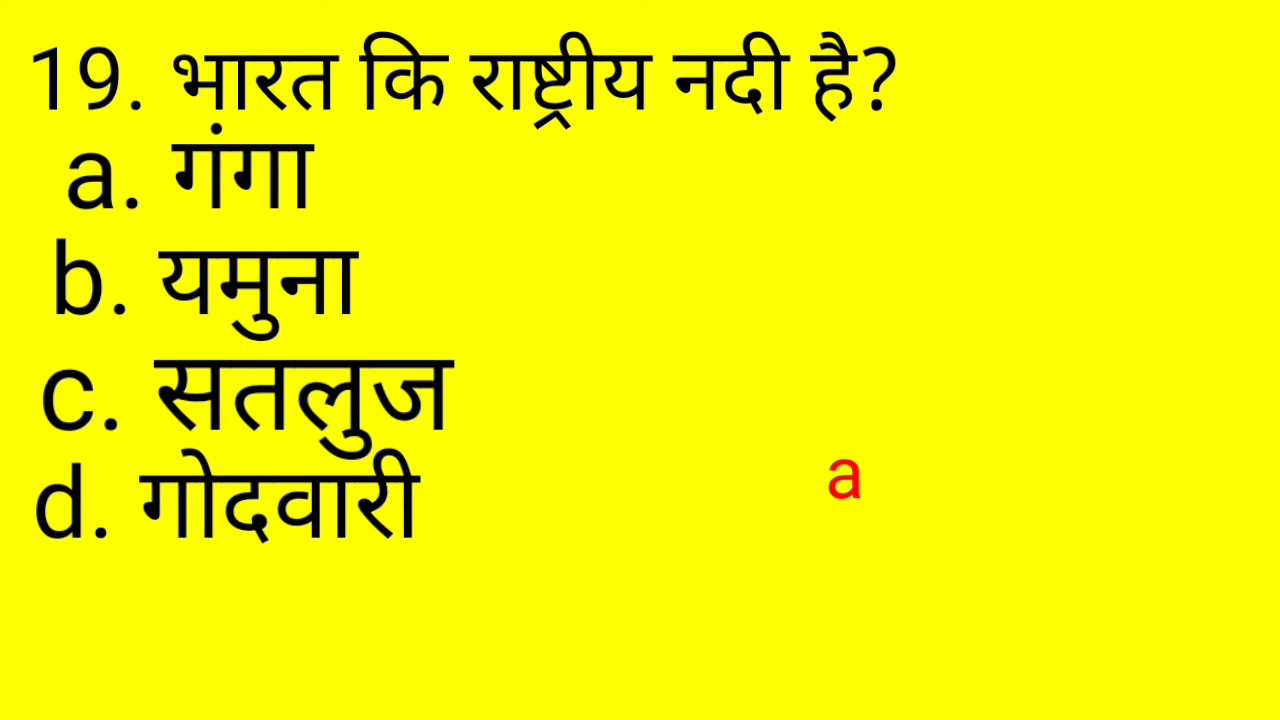 19. भारत कि राष्ट्रीय नदी है?
a. गंगा
b. यमुना
c. सतलुज
d. गोदवारी
a